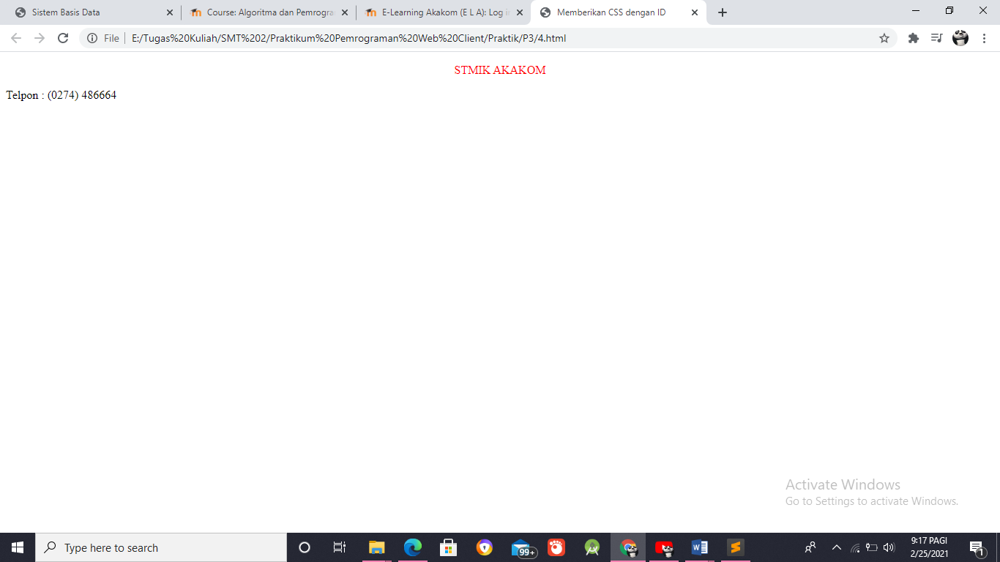 Sistem Basis Data
Course: Algoritma dan Pemrogra
E-Learning Akakom (E L A): Log in
Memberikan CSS dengan ID
File
E:/Tugas%20Kuliah/SMT%202/Praktikum%20Pemrograman%20Web%20Client/Praktik/P3/4.html
STMIK AKAKOM
Telpon : (0274) 486664
Activate Windows
Go to Settings to activate Windows.
Type here to search
99+
9:17 PAGI
2/25/2021
1